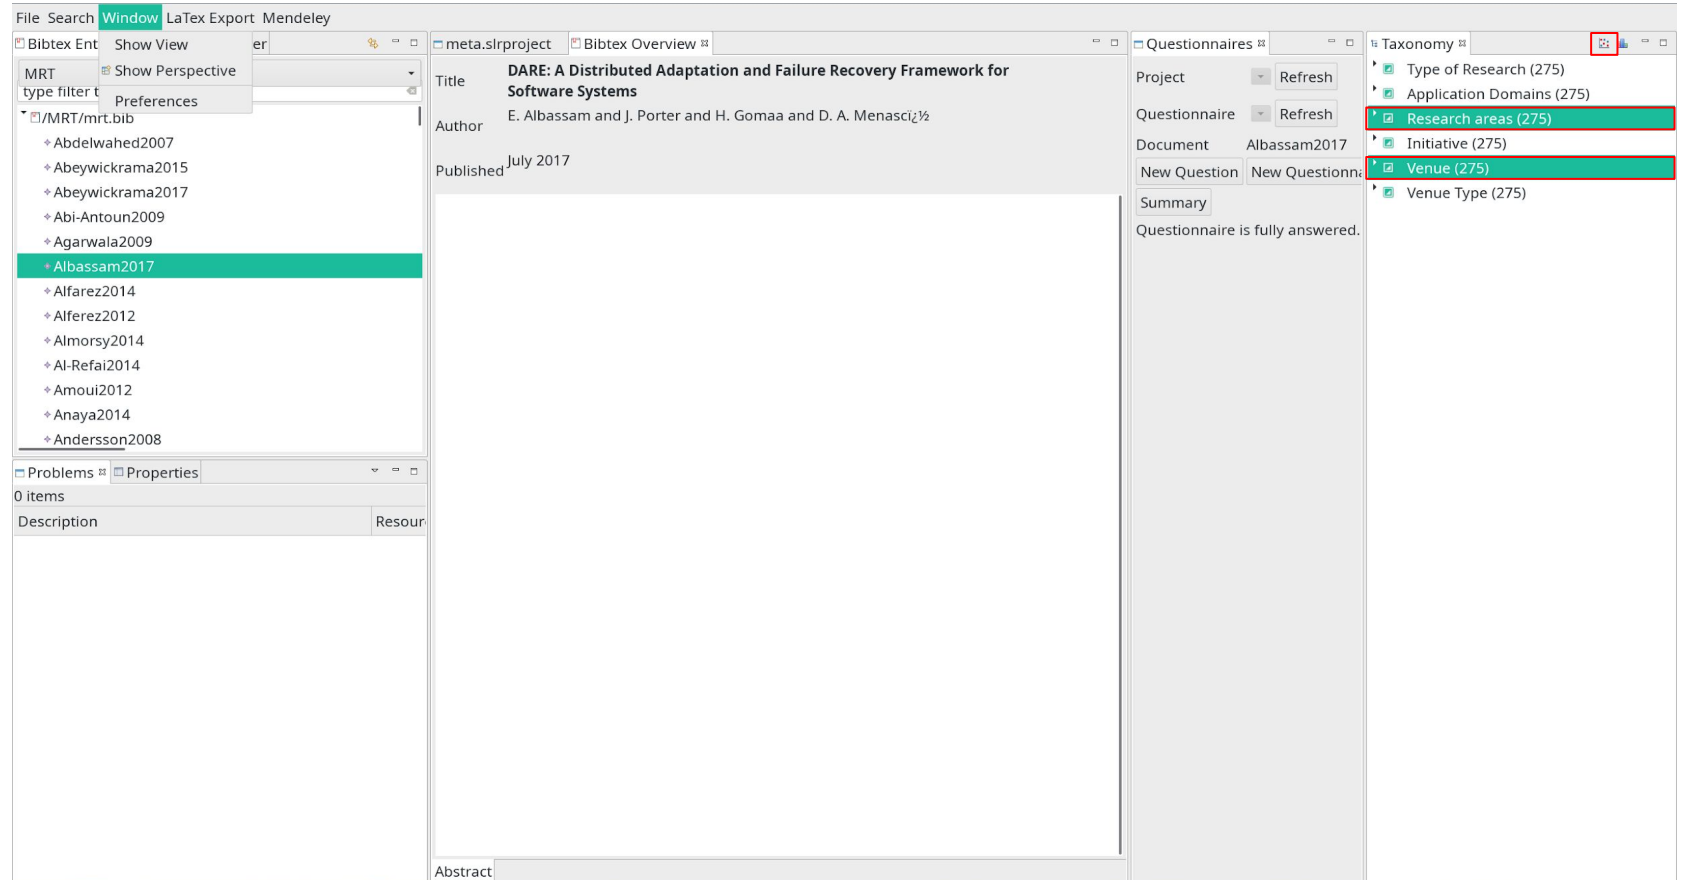 File Search Window LaTex Export Mendeley
Bibtex Ent
er
Show View
Show Perspective
Preferences
MRT
type filter t
/MRT/mrt.bib
Abdelwahed2007
Abeywickrama2015
Abeywickrama2017
Abi-Antoun2009
Agarwala2009
Albassam2017
Alfarez2014
Alferez2012
Almorsy2014
Al-Refai2014
Amoui2012
Anaya2014
Andersson2008
Problems Properties
0 items
Description Resour
meta.slrproject Bibtex Overview
Title DARE: A Distributed Adaptation and Failure Recovery Framework for
Software Systems
Author E. Albassam and J. Porter and H. Gomaa and D. A. Menascï¿½
Published July 2017
Abstract
Questionnaires
Project Refresh
Questionnaire Refresh
Document Albassam2017
New Question New Questionna
Summary
Questionnaire is fully answered.
Taxonomy
Type of Research (275)
Application Domains (275)
Research areas (275)
Initiative (275)
Venue (275)
Venue Type (275)